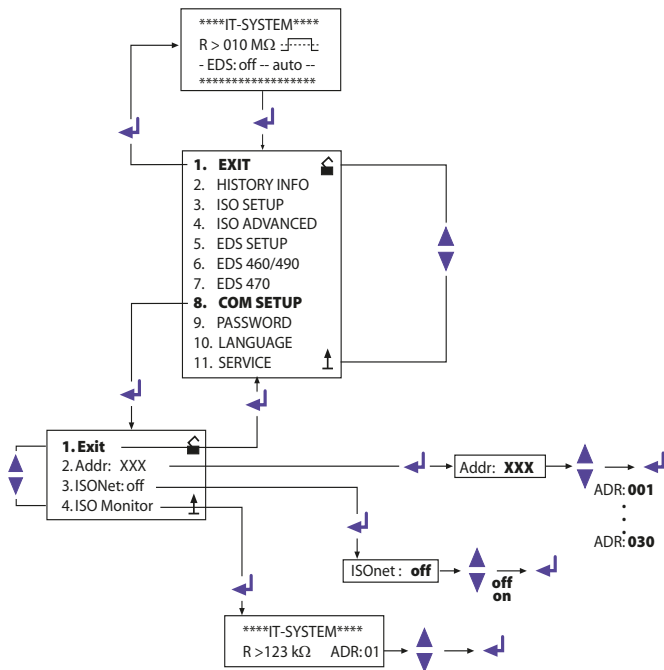 ****IT-SYSTEM****
R > 010 MΩ
- EDS: off -- auto --
******************
1. EXIT
2. HISTORY INFO
3. ISO SETUP
4. ISO ADVANCED
5. EDS SETUP
6. EDS 460/490
7. EDS 470
8. COM SETUP
9. PASSWORD
10. LANGUAGE
11. SERVICE
1. Exit
2. Addr: XXX
3. ISONet: off
4. ISO Monitor
Addr: XXX
ADR: 001
.
.
.
ADR: 030
ISOnet : off
off
on
****IT-SYSTEM****
R >123 kΩ ADR: 01